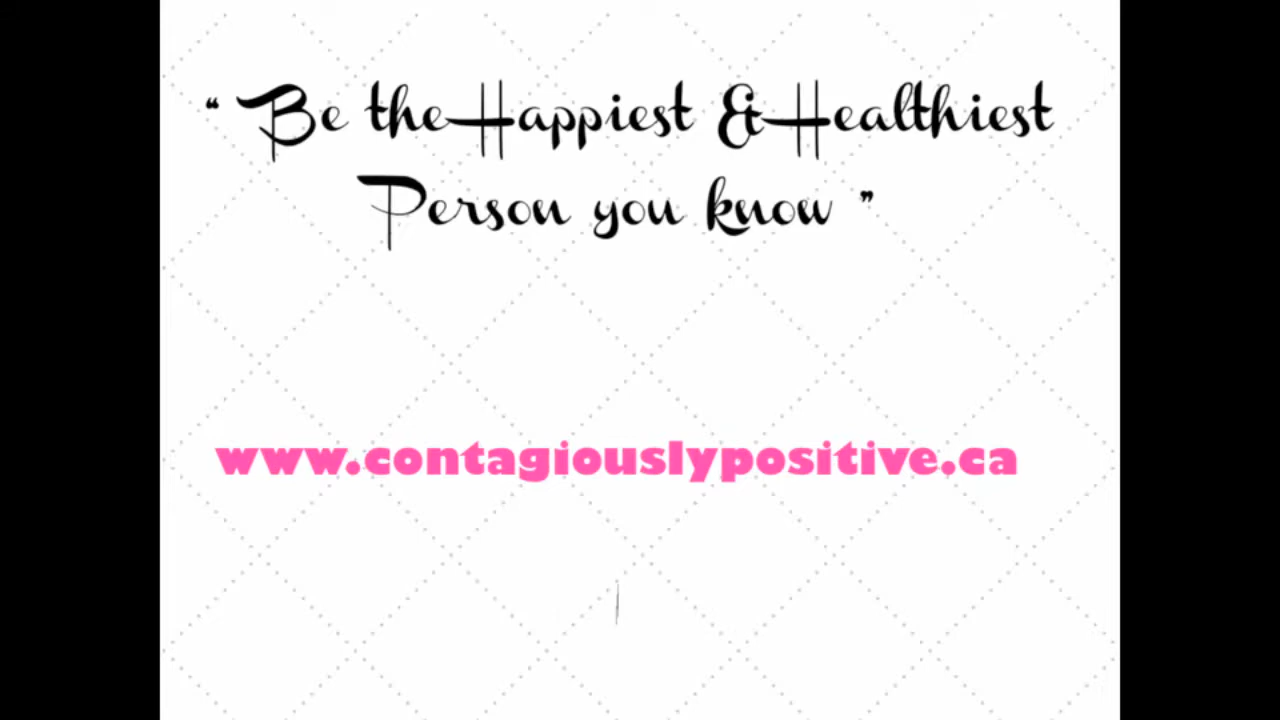 “ Be the Happiest & Healthiest
Person you know ”
www.contagiouslypositive.ca